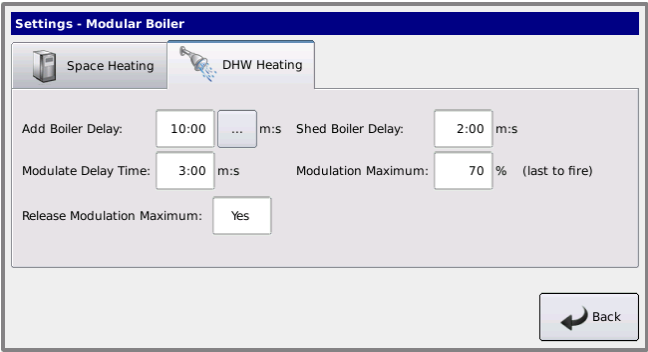 Settings - Modular Boiler
Space Heating DHW Heating
Add Boiler Delay: 10:00 ... m:s Shed Boiler Delay: 2:00 m:s
Modulate Delay Time: 3:00 m:s Modulation Maximum: 70 % (last to fire)
Release Modulation Maximum: Yes
Back